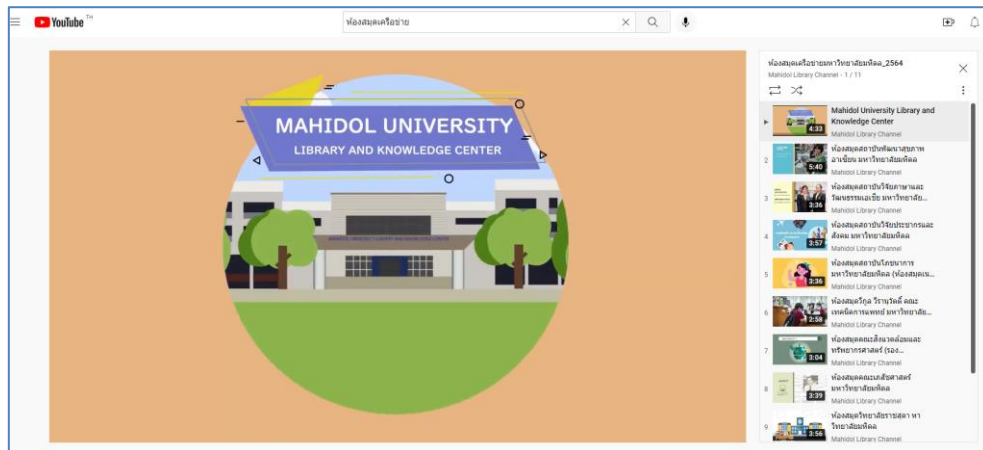 YouTube TH
ห้องสมุดเครือข่าย
MAHIDOL UNIVERSITY
LIBRARY AND KNOWLEDGE CENTER
MAHIDOL UNIVERSITY LIBRARY AND KNOWLEDGE CENTER
ห้องสมุดเครือข่ายมหาวิทยาลัยมหิดล_2564
Mahidol Library Channel - 1 / 11
Mahidol University Library and
Knowledge Center
Mahidol Library Channel
4:33
2
ห้องสมุดสถาบันพัฒนาสุขภาพ
อาเซียน มหาวิทยาลัยมหิดล
Mahidol Library Channel
5:40
3
ห้องสมุดสถาบันวิจัยภาษาและ
วัฒนธรรมเอเชีย มหาวิทยาลัย...
Mahidol Library Channel
3:36
4
ห้องสมุดสถาบันวิจัยประชากรและ
สังคม มหาวิทยาลัยมหิดล
Mahidol Library Channel
3:57
5
ห้องสมุดสถาบันโภชนาการ
มหาวิทยาลัยมหิดล (ห้องสมุดเน...
Mahidol Library Channel
3:36
6
ห้องสมุดวีกูล วีรานุวัตติ์ คณะ
เทคนิคการแพทย์ มหาวิทยาลัย...
Mahidol Library Channel
2:58
7
ห้องสมุดคณะสิ่งแวดล้อมและ
ทรัพยากรศาสตร์ (รอง...
Mahidol Library Channel
3:04
8
ห้องสมุดคณะเภสัชศาสตร์
มหาวิทยาลัยมหิดล
Mahidol Library Channel
3:39
9
ห้องสมุดวิทยาลัยราชสุดา มหา
วิทยาลัยมหิดล
Mahidol Library Channel
3:56